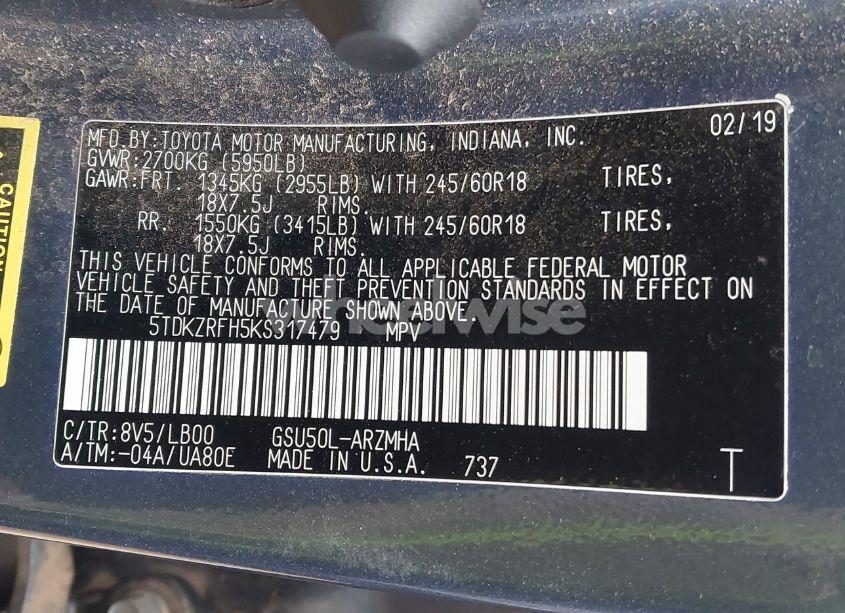 02/19
MFD.BY:TOYOTA MOTOR MANUFACTURING, INDIANA, INC.
GVWR:2700KG (5950LB)
GAWR:FRT. 1345KG (2955LB) WITH 245/60R18 TIRES,
18X7.5J RIMS.
RR. 1550KG (3415LB) WITH 245/60R18 TIRES,
18X7.5J RIMS.
THIS VEHICLE CONFORMS TO ALL APPLICABLE FEDERAL MOTOR
VEHICLE SAFETY AND THEFT PREVENTION STANDARDS IN EFFECT ON
THE DATE OF MANUFACTURE SHOWN ABOVE.
5TDKZRFH5KS317479 MPV
C/TR:8V5/LB00 GSU50L-ARZMHA
A/TM:-04A/UA80E MADE IN U.S.A. 737
T
CAUTION
wheelwise